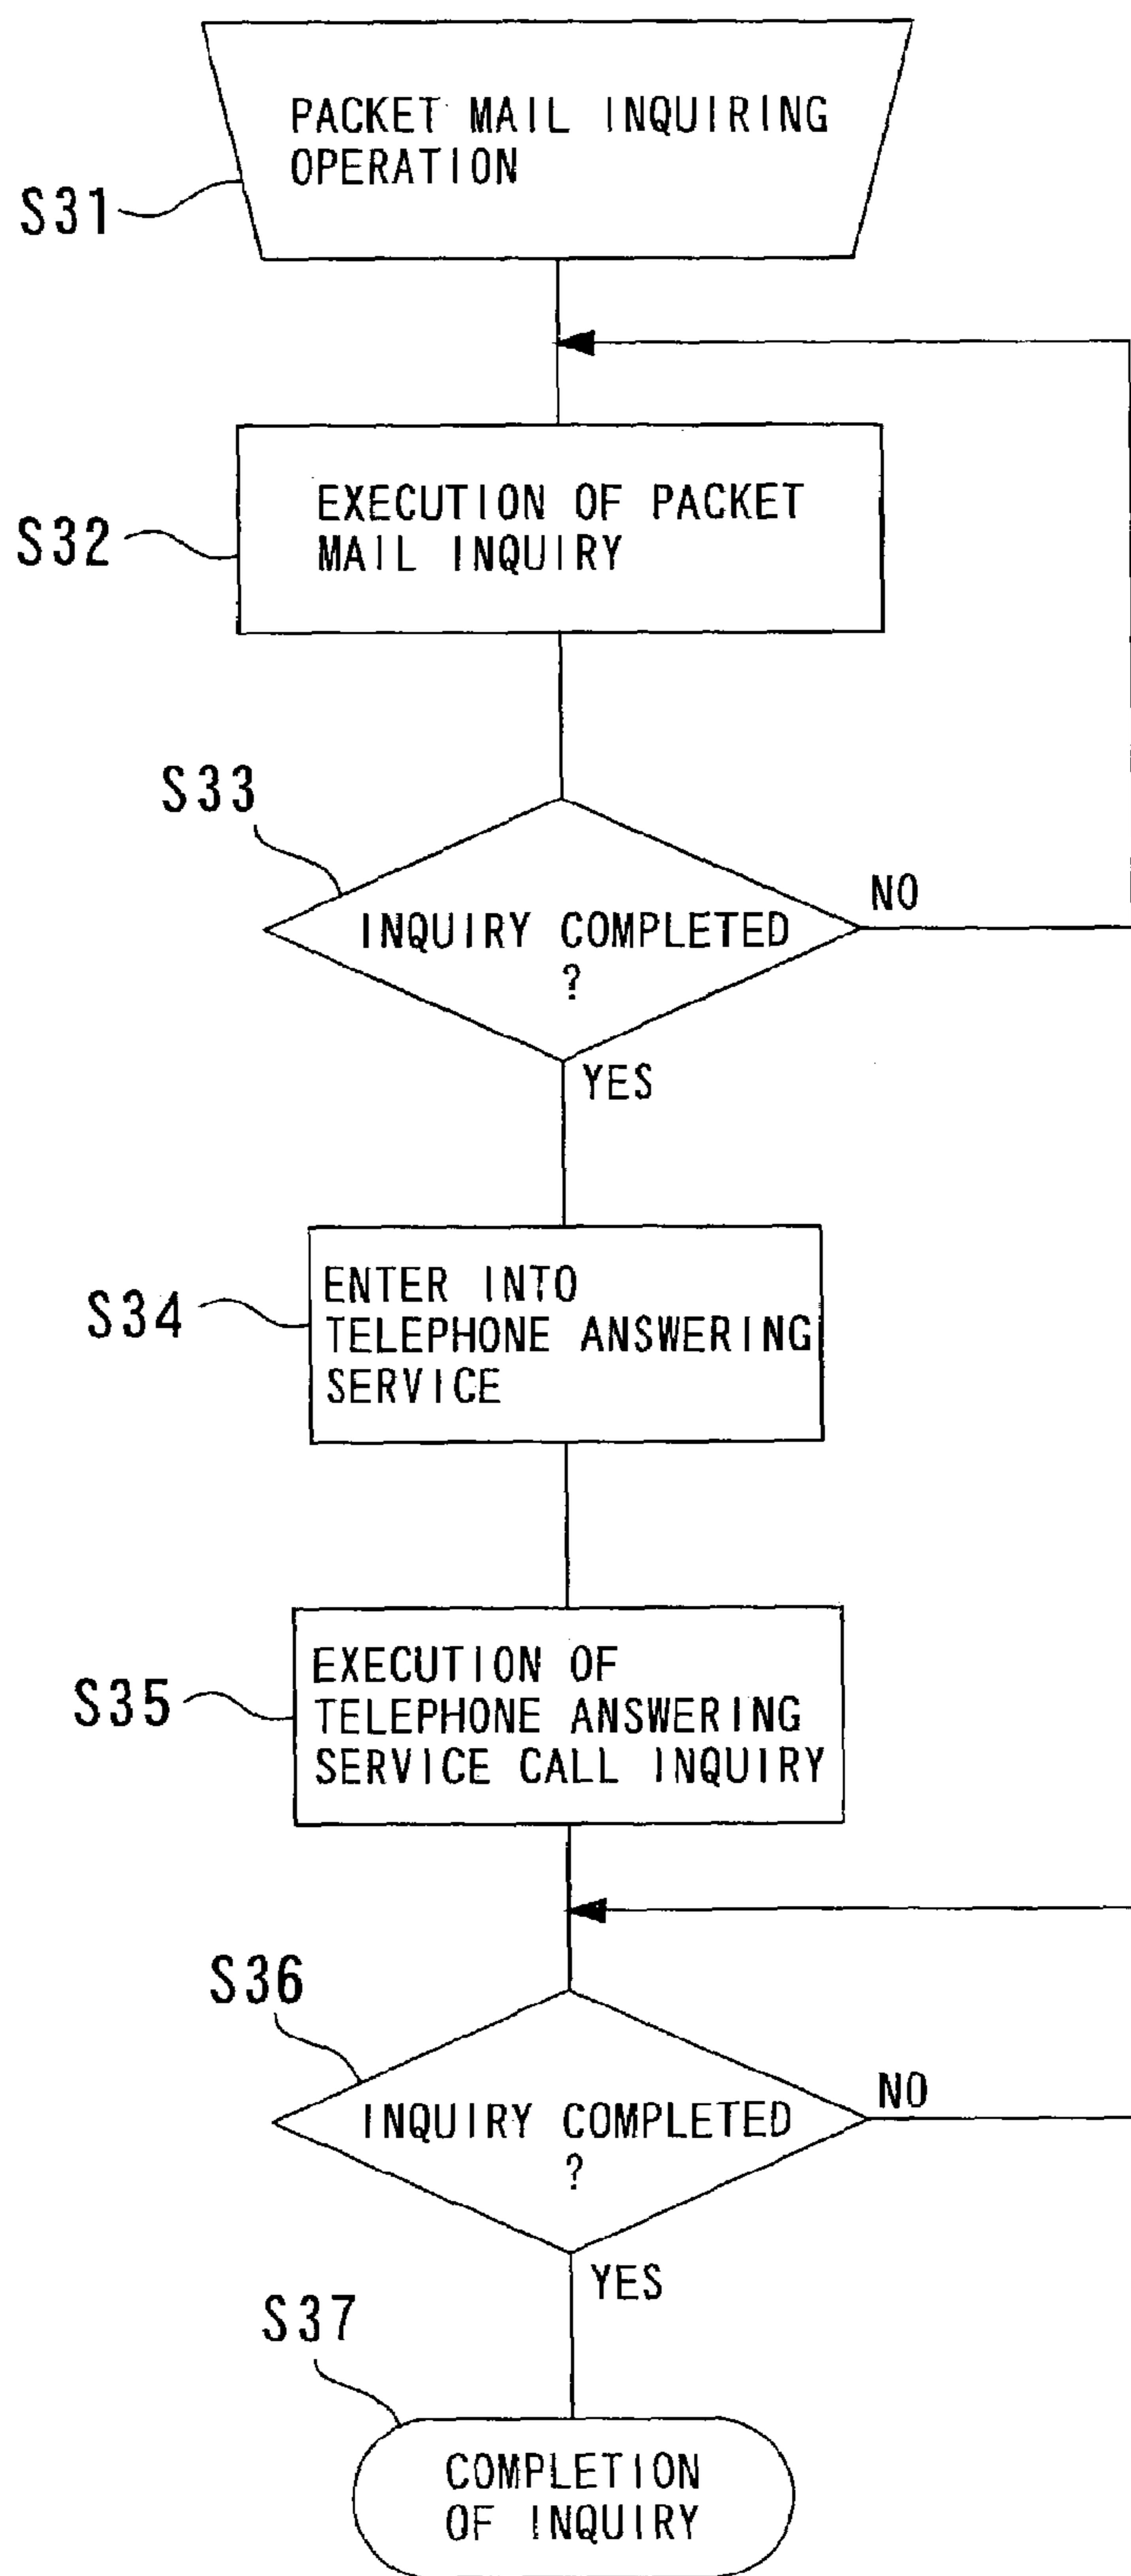 PACKET MAIL INQUIRING
OPERATION
S31
EXECUTION OF PACKET
MAIL INQUIRY
S32
S33
NO
INQUIRY COMPLETED
?
YES
ENTER INTO
TELEPHONE ANSWERING
SERVICE
S34
EXECUTION OF
TELEPHONE ANSWERING
SERVICE CALL INQUIRY
S35
S36
NO
INQUIRY COMPLETED
?
YES
S37
COMPLETION
OF INQUIRY